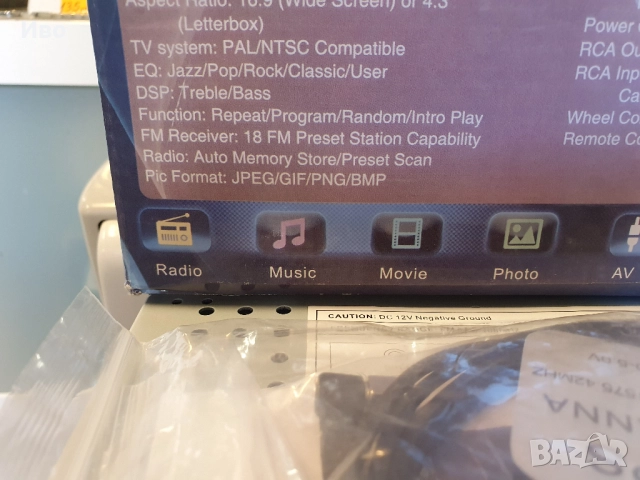 Aspect Ratio: 16:9 (Wide Screen) or 4:3
(Letterbox)
TV system: PAL/NTSC Compatible
EQ: Jazz/Pop/Rock/Classic/User
DSP: Treble/Bass
Function: Repeat/Program/Random/Intro Play
FM Receiver: 18 FM Preset Station Capability
Radio: Auto Memory Store/Preset Scan
Pic Format: JPEG/GIF/PNG/BMP
Power
RCA
RCA
Wheel
Remote
Radio
Music
Movie
Photo
AV
CAUTION: DC 12V Negative Ground
BAZAR